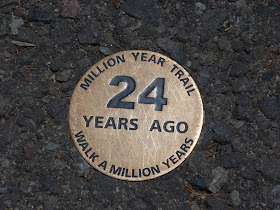 MILLION YEAR TRAIL
24
YEARS AGO
WALK A MILLION YEARS